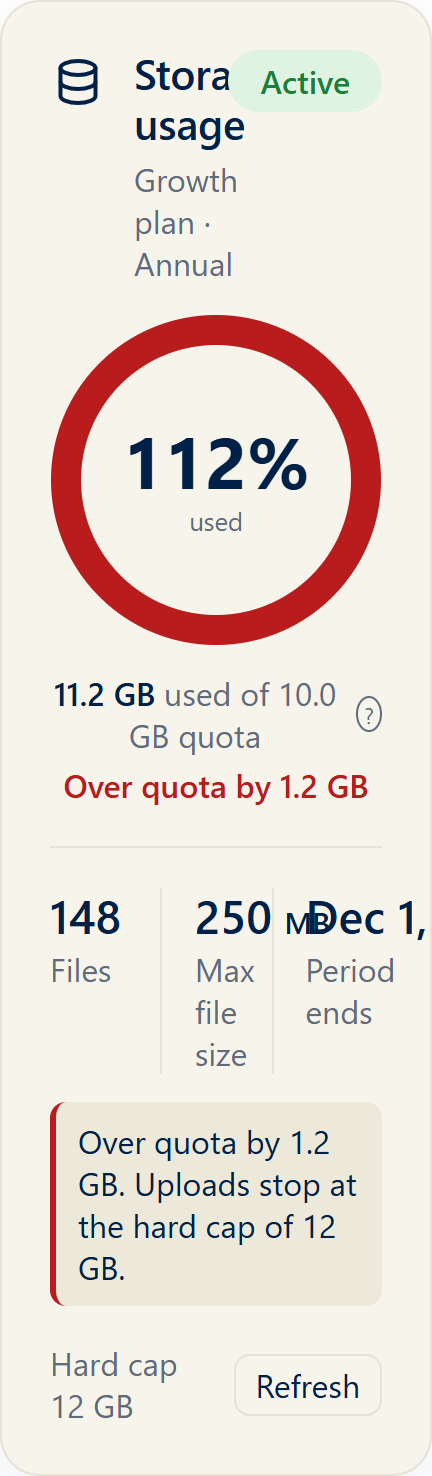 Stora
Active
usage
Growth
plan ·
Annual
112%
used
11.2 GB used of 10.0
GB quota
?
Over quota by 1.2 GB
148
Files
250 MB
Max
file
size
Dec 1,
Period
ends
Over quota by 1.2
GB. Uploads stop at
the hard cap of 12
GB.
Hard cap
12 GB
Refresh